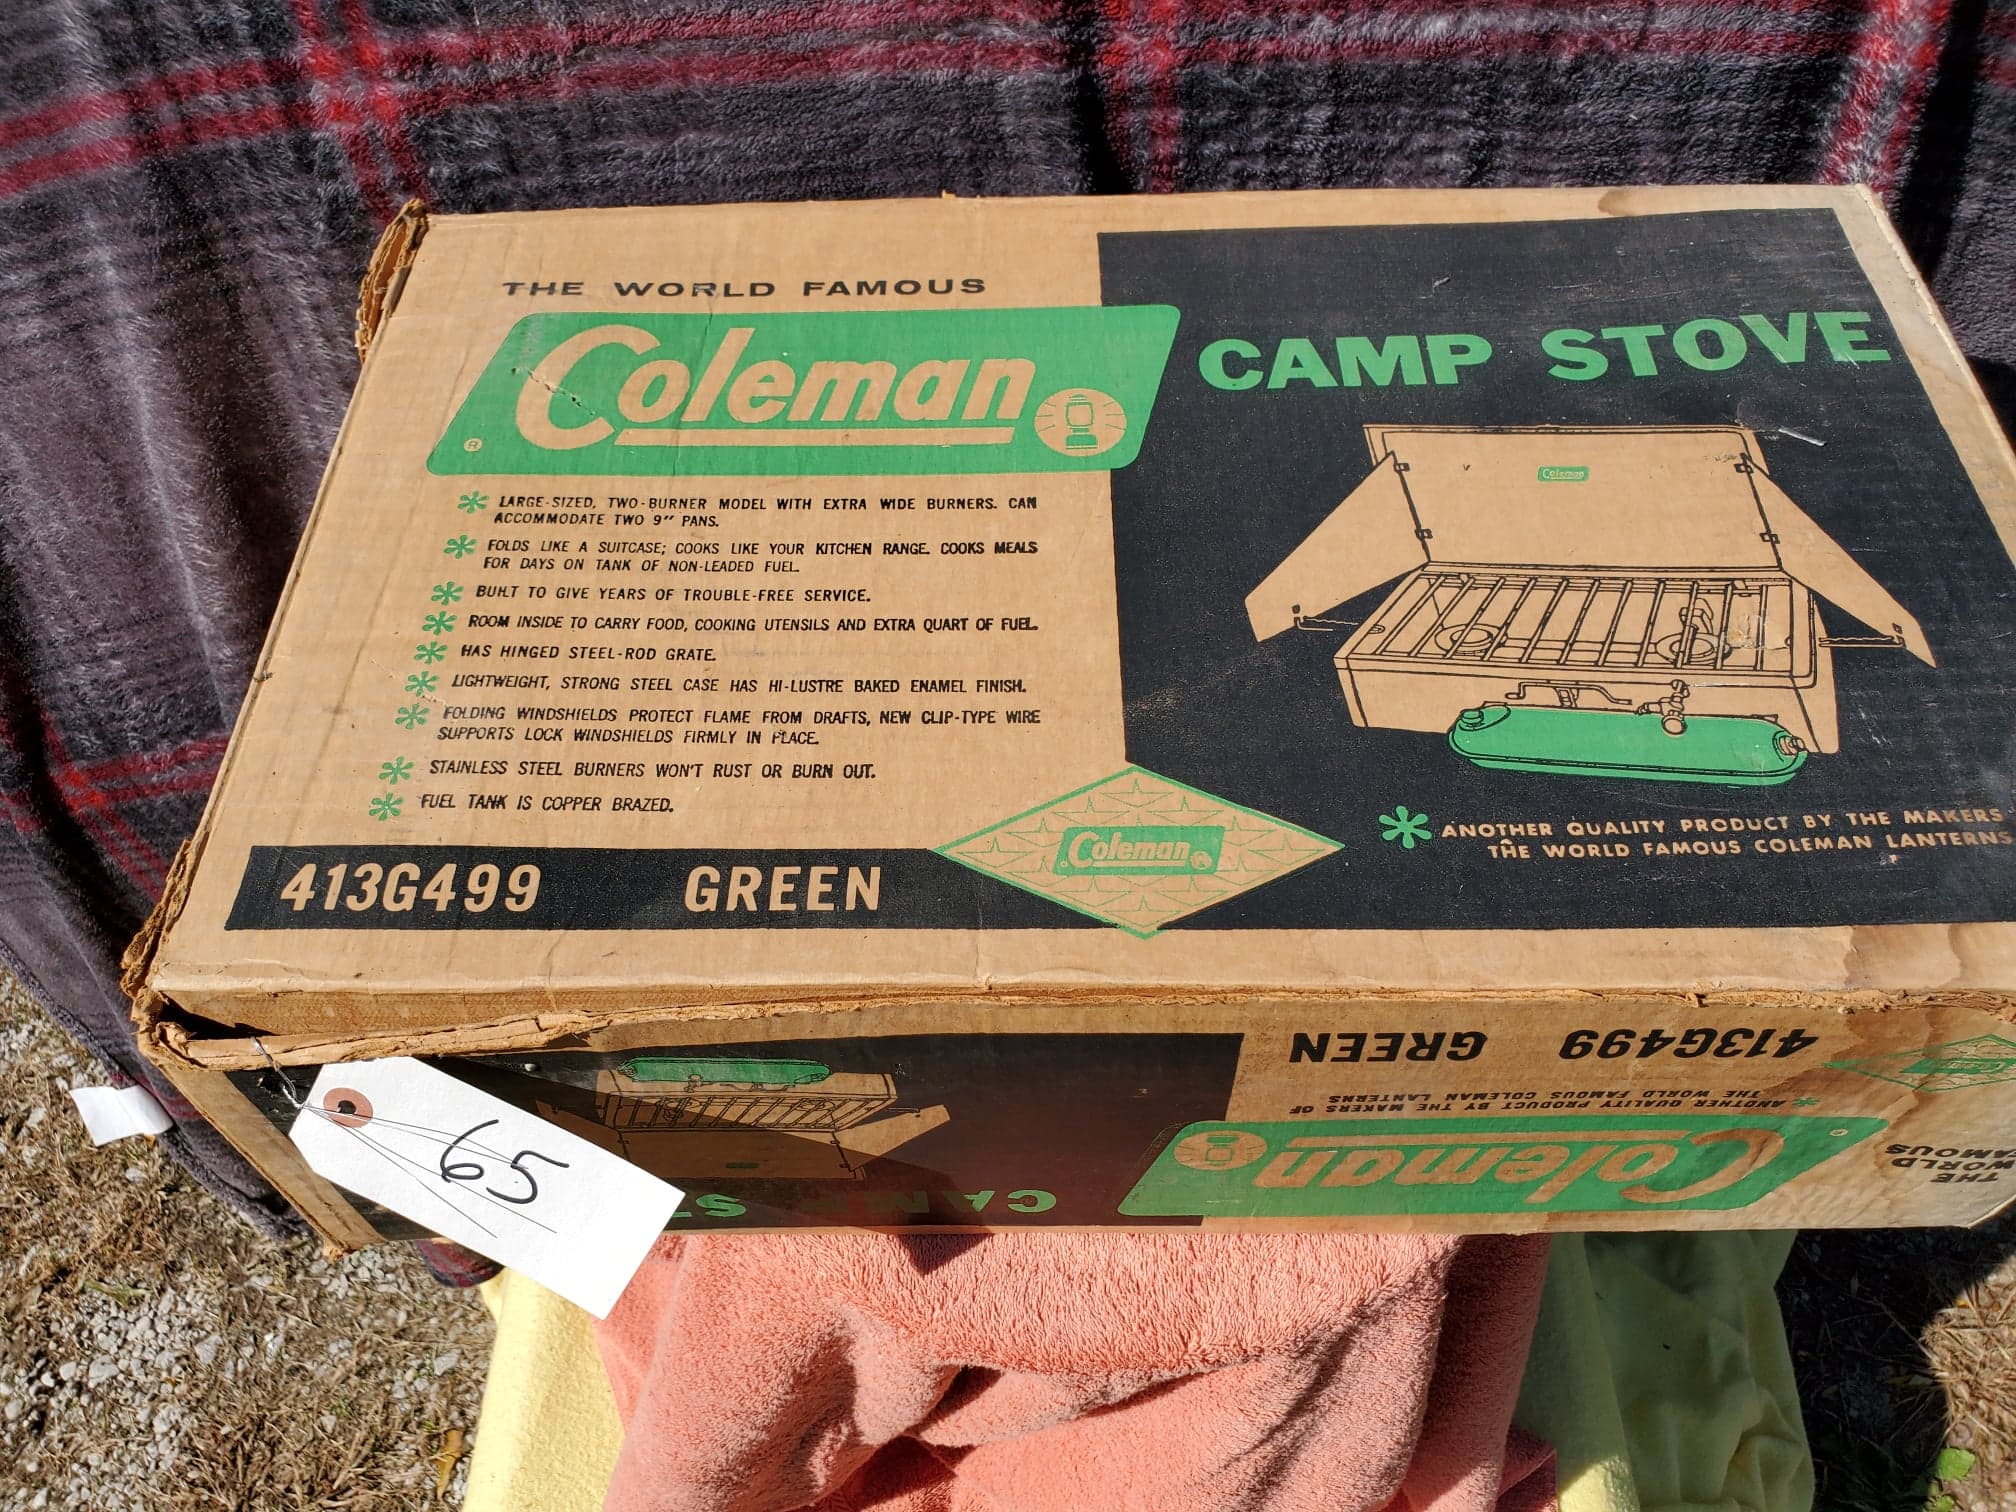 THE WORLD FAMOUS
Coleman
®
CAMP STOVE
Coleman
* LARGE-SIZED, TWO-BURNER MODEL WITH EXTRA WIDE BURNERS. CAN
ACCOMMODATE TWO 9" PANS.
* FOLDS LIKE A SUITCASE; COOKS LIKE YOUR KITCHEN RANGE. COOKS MEALS
FOR DAYS ON TANK OF NON-LEADED FUEL.
* BUILT TO GIVE YEARS OF TROUBLE-FREE SERVICE.
* ROOM INSIDE TO CARRY FOOD, COOKING UTENSILS AND EXTRA QUART OF FUEL.
* HAS HINGED STEEL-ROD GRATE.
* LIGHTWEIGHT, STRONG STEEL CASE HAS HI-LUSTRE BAKED ENAMEL FINISH.
* FOLDING WINDSHIELDS PROTECT FLAME FROM DRAFTS, NEW CLIP-TYPE WIRE
SUPPORTS LOCK WINDSHIELDS FIRMLY IN PLACE.
* STAINLESS STEEL BURNERS WON'T RUST OR BURN OUT.
* FUEL TANK IS COPPER BRAZED.
* ANOTHER QUALITY PRODUCT BY THE MAKERS
THE WORLD FAMOUS COLEMAN LANTERNS
Coleman
413G499 GREEN
413G499 GREEN
* ANOTHER QUALITY PRODUCT BY THE MAKERS OF
THE WORLD FAMOUS COLEMAN LANTERNS
THE
WORLD
FAMOUS
Coleman
CAMP S
65